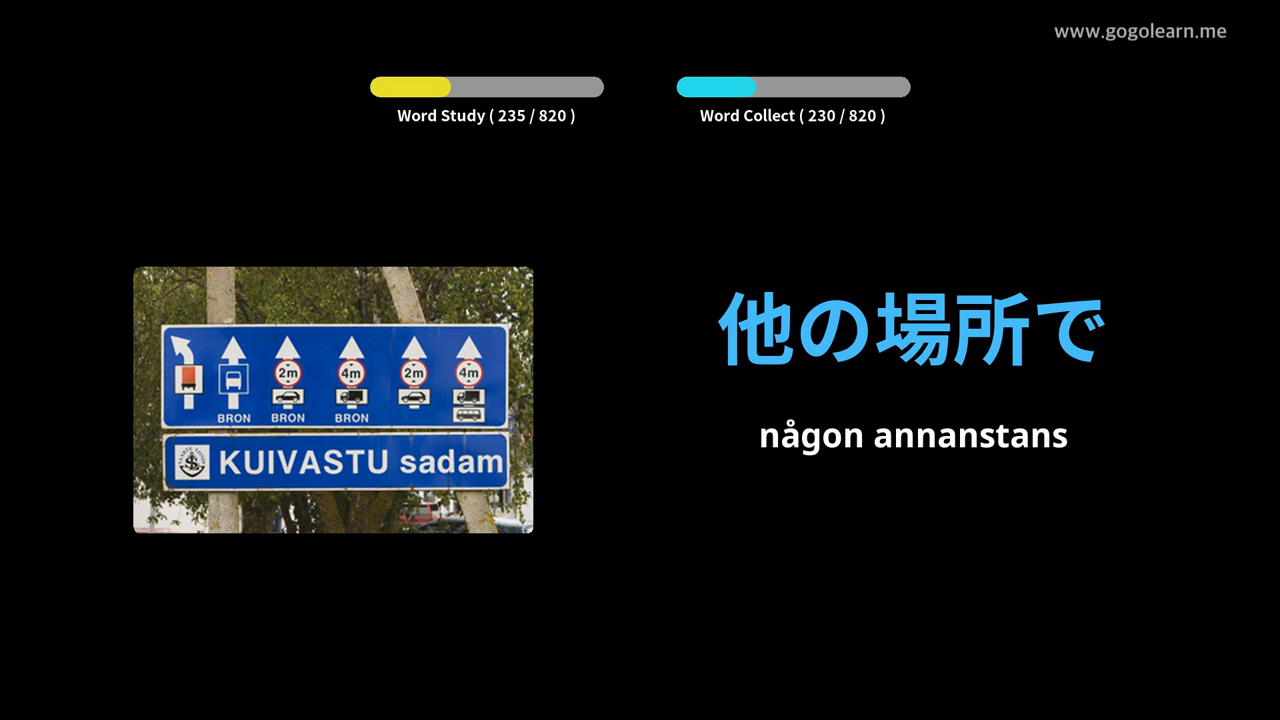 www.gogolearn.me
Word Study ( 235 / 820 )
Word Collect ( 230 / 820 )
他の場所で
någon annanstans
2m 4m 2m 4m
BRON BRON BRON
KUIVASTU sadam